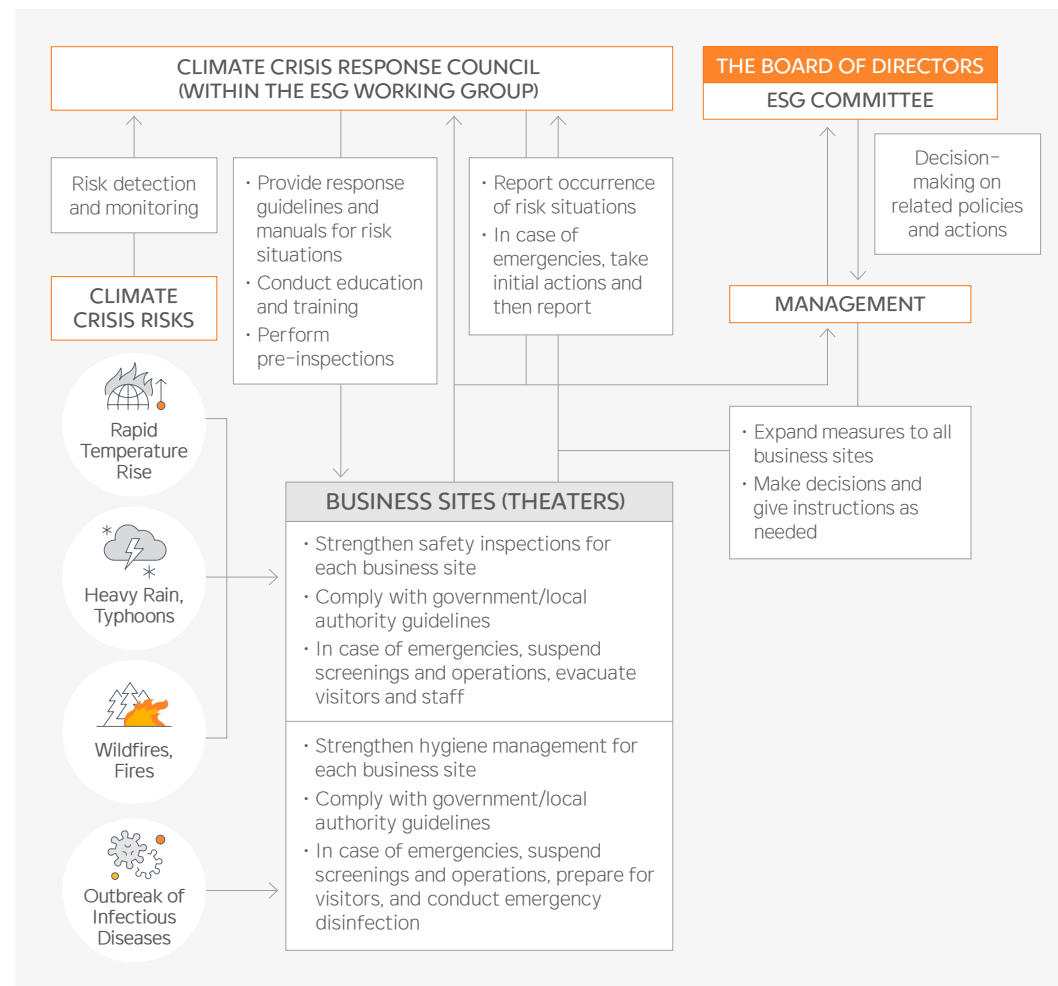 CLIMATE CRISIS RESPONSE COUNCIL
(WITHIN THE ESG WORKING GROUP)
THE BOARD OF DIRECTORS
ESG COMMITTEE
Risk detection
and monitoring
· Provide response
guidelines and
manuals for risk
situations
· Conduct education
and training
· Perform
pre-inspections
· Report occurrence
of risk situations
· In case of
emergencies, take
initial actions and
then report
Decision-
making on
related policies
and actions
CLIMATE
CRISIS RISKS
MANAGEMENT
Rapid
Temperature
Rise
Heavy Rain,
Typhoons
Wildfires,
Fires
Outbreak of
Infectious
Diseases
· Expand measures to all
business sites
· Make decisions and
give instructions as
needed
BUSINESS SITES (THEATERS)
· Strengthen safety inspections for
each business site
· Comply with government/local
authority guidelines
· In case of emergencies, suspend
screenings and operations, evacuate
visitors and staff
· Strengthen hygiene management for
each business site
· Comply with government/local
authority guidelines
· In case of emergencies, suspend
screenings and operations, prepare for
visitors, and conduct emergency
disinfection